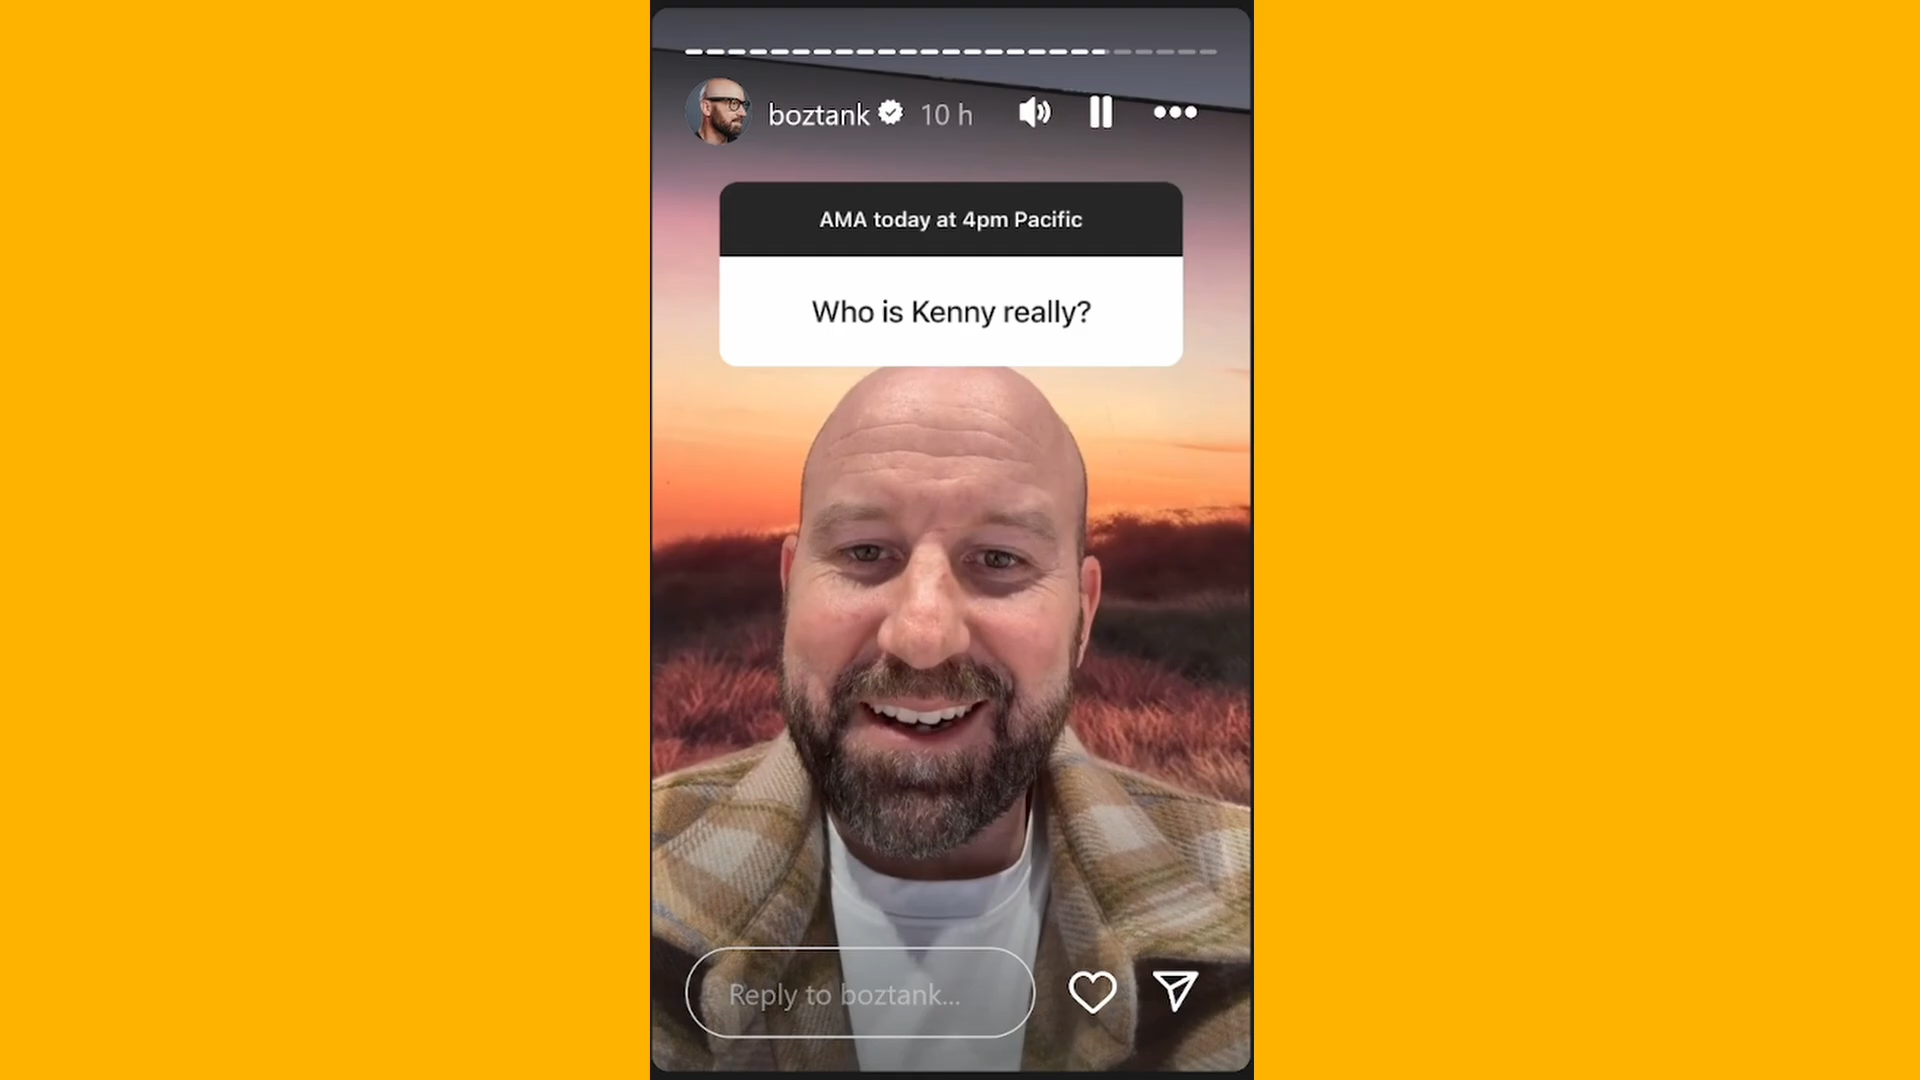 boztank 10 h
AMA today at 4pm Pacific
Who is Kenny really?
Reply to boztank...